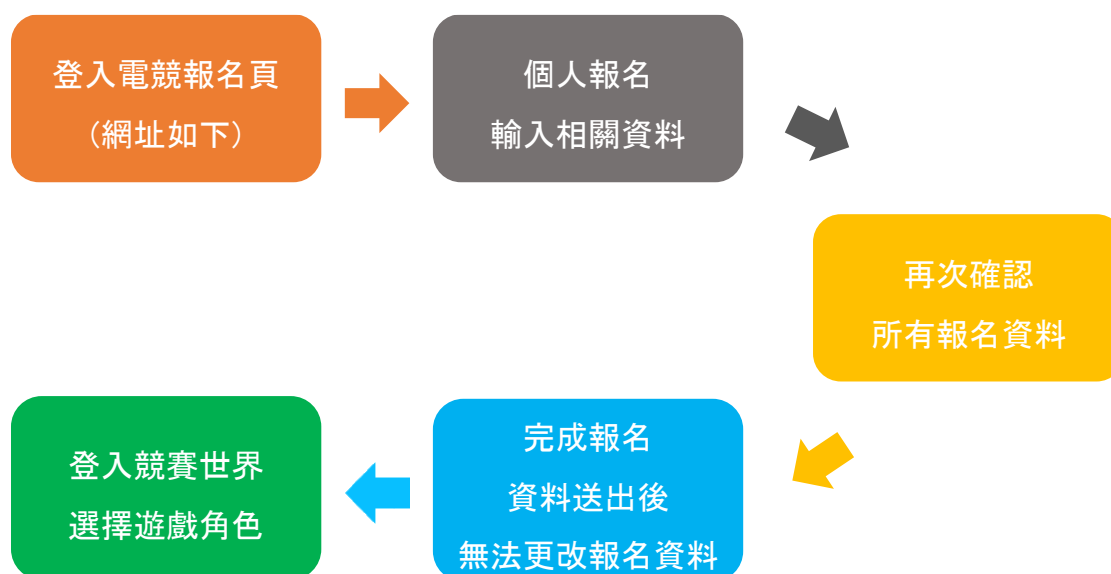 登入電競報名頁
(網址如下)
個人報名
輸入相關資料
再次確認
所有報名資料
完成報名
資料送出後
無法更改報名資料
登入競賽世界
選擇遊戲角色